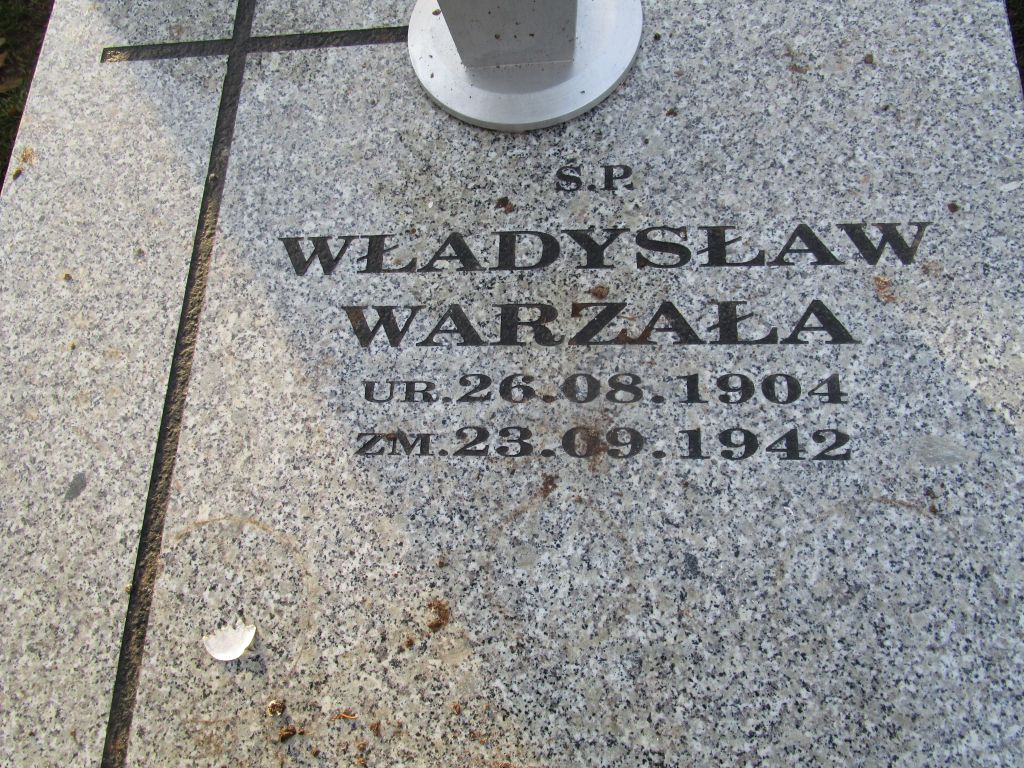 Ś.P.
WŁADYSŁAW
WARZAŁA
UR.26.08.1904
ZM.23.09.1942